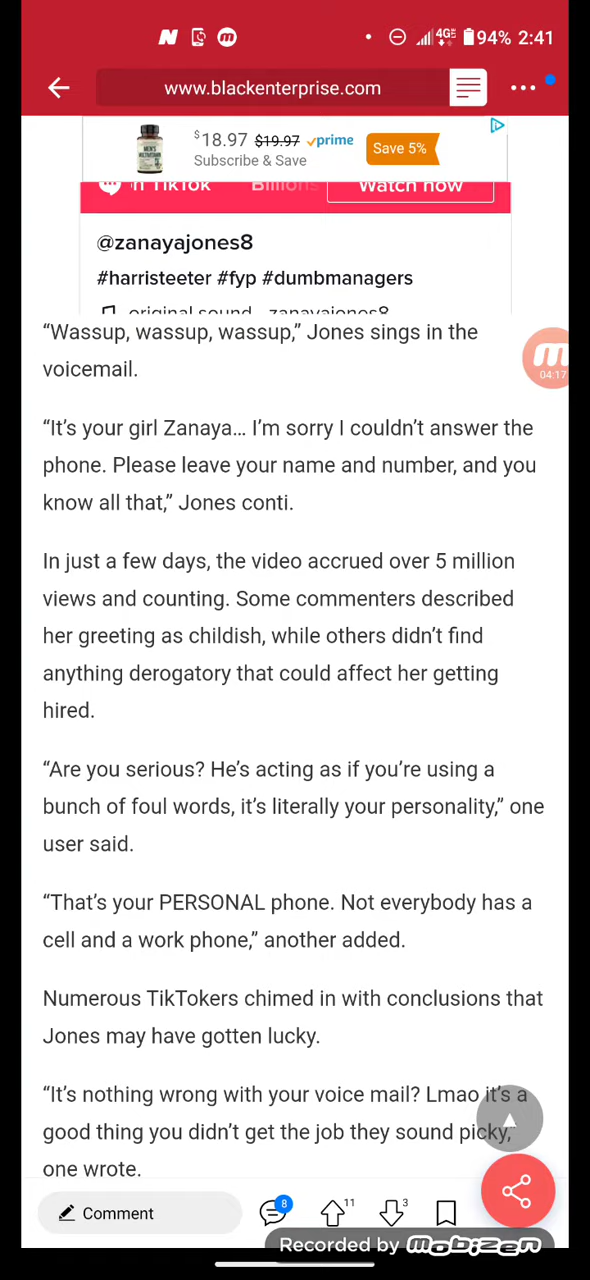 94% 2:41
www.blackenterprise.com
$18.97 $19.97 prime
Subscribe & Save
Save 5%
n TikTok Billions Watch now
@zanayajones8
#harristeeter #fyp #dumbmanagers
original sound - zanayajones8
“Wassup, wassup, wassup,” Jones sings in the
voicemail.
04:17
“It’s your girl Zanaya… I’m sorry I couldn’t answer the
phone. Please leave your name and number, and you
know all that,” Jones conti.
In just a few days, the video accrued over 5 million
views and counting. Some commenters described
her greeting as childish, while others didn’t find
anything derogatory that could affect her getting
hired.
“Are you serious? He’s acting as if you’re using a
bunch of foul words, it’s literally your personality,” one
user said.
“That’s your PERSONAL phone. Not everybody has a
cell and a work phone,” another added.
Numerous TikTokers chimed in with conclusions that
Jones may have gotten lucky.
“It’s nothing wrong with your voice mail? Lmao it’s a
good thing you didn’t get the job they sound picky,”
one wrote.
Comment 8 11 3
Recorded by mobizen